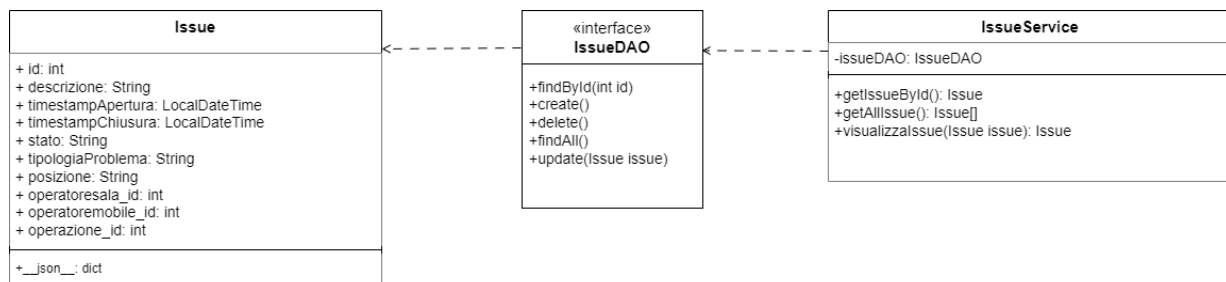 Issue
+ id: int
+ descrizione: String
+ timestampApertura: LocalDateTime
+ timestampChiusura: LocalDateTime
+ stato: String
+ tipologiaProblema: String
+ posizione: String
+ operatoresala_id: int
+ operatoremobile_id: int
+ operazione_id: int
+__json__: dict
«interface»
IssueDAO
+findById(int id)
+create()
+delete()
+findAll()
+update(Issue issue)
IssueService
-issueDAO: IssueDAO
+getIssueById(): Issue
+getAllIssue(): Issue[]
+visualizzaIssue(Issue issue): Issue